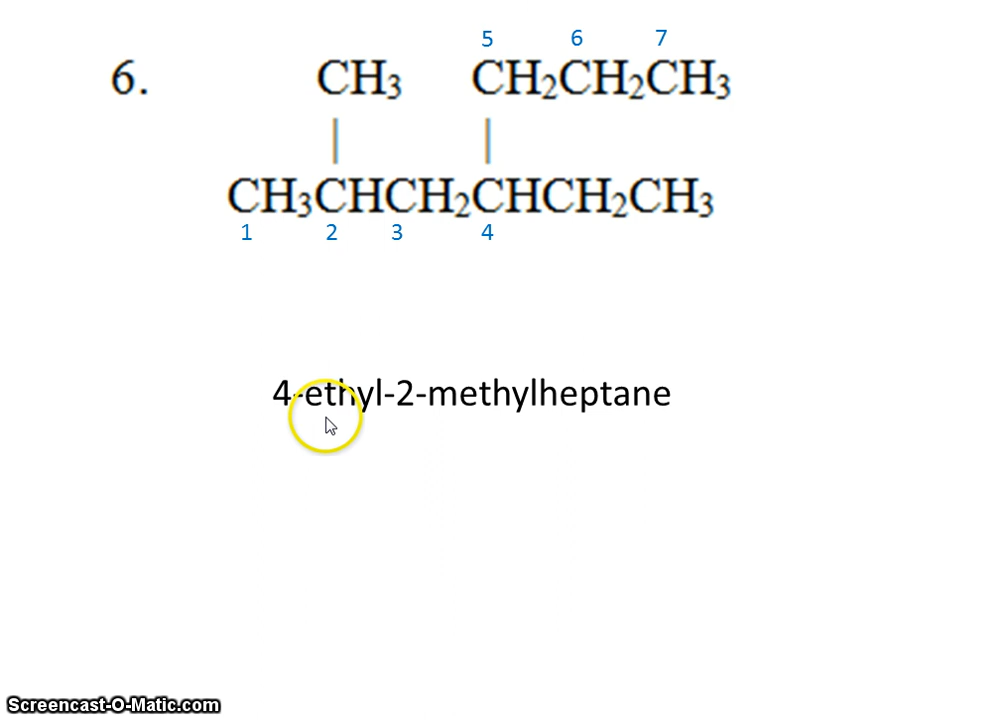 5 6 7
6. CH3 CH2CH2CH3
| |
CH3CHCH2CHCH2CH3
1 2 3 4
4-ethyl-2-methylheptane
Screencast-O-Matic.com